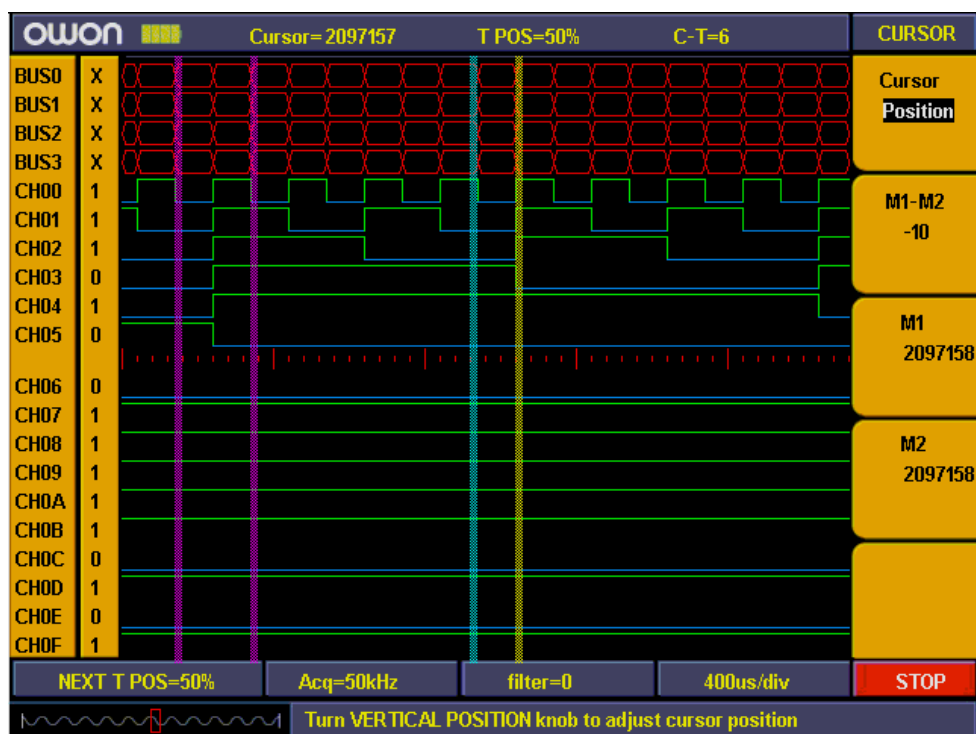 owon Cursor=2097157 T POS=50% C-T=6 CURSOR
BUS0 X
BUS1 X
BUS2 X
BUS3 X
CH00 1
CH01 1
CH02 1
CH03 0
CH04 1
CH05 0
CH06 0
CH07 1
CH08 1
CH09 1
CH0A 1
CH0B 1
CH0C 0
CH0D 1
CH0E 0
CH0F 1
Cursor
Position
M1-M2
-10
M1
2097158
M2
2097158
NEXT T POS=50% Acq=50kHz filter=0 400us/div STOP
Turn VERTICAL POSITION knob to adjust cursor position